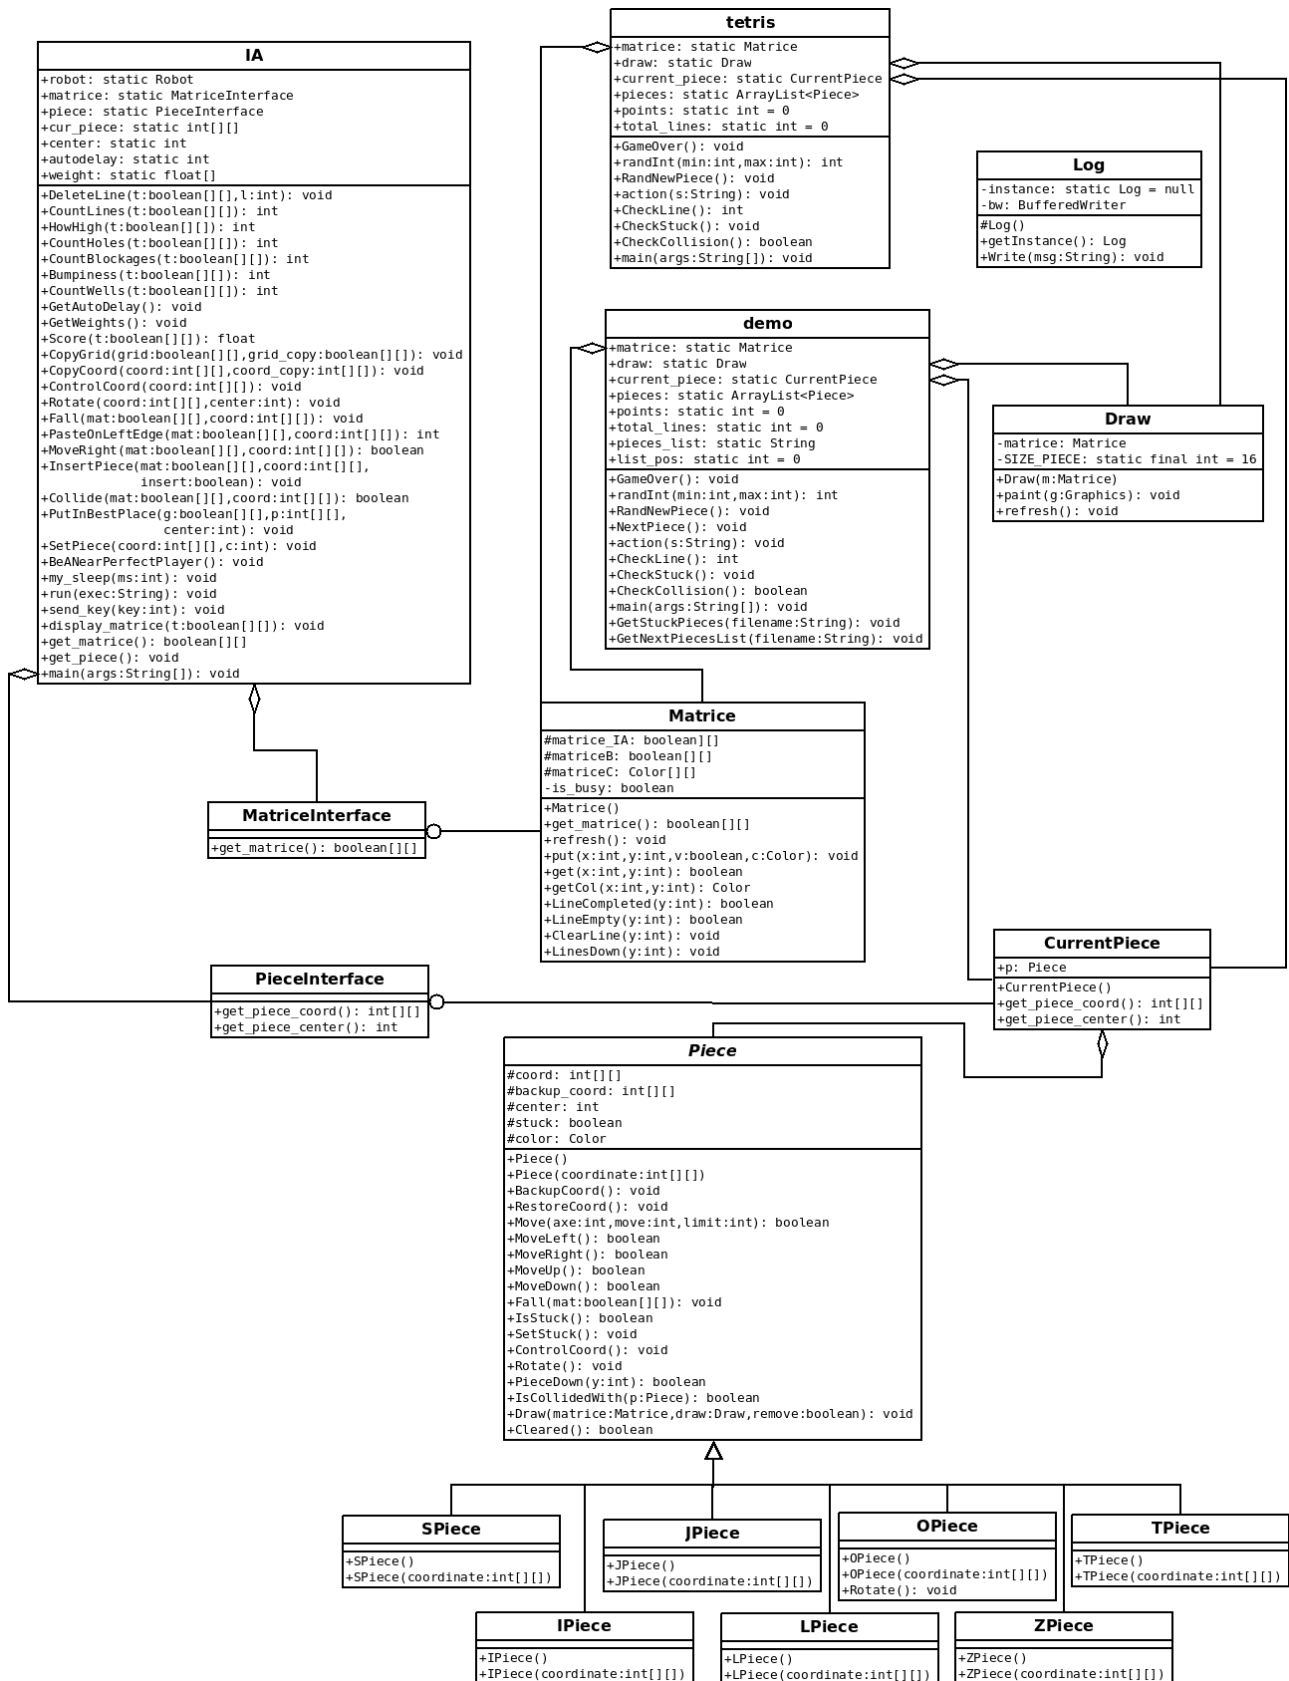 IA
+robot: static Robot
+matrice: static MatriceInterface
+piece: static PieceInterface
+cur_piece: static int[][]
+center: static int
+autodelay: static int
+weight: static float[]
+DeleteLine(t:boolean[][],l:int): void
+CountLines(t:boolean[][]): int
+HowHigh(t:boolean[][]): int
+CountHoles(t:boolean[][]): int
+CountBlockages(t:boolean[][]): int
+Bumpiness(t:boolean[][]): int
+CountWells(t:boolean[][]): int
+GetAutoDelay(): void
+GetWeights(): void
+Score(t:boolean[][]): float
+CopyGrid(grid:boolean[][],grid_copy:boolean[][]): void
+CopyCoord(coord:int[][],coord_copy:int[][]): void
+ControlCoord(coord:int[][]): void
+Rotate(coord:int[][],center:int): void
+Fall(mat:boolean[][],coord:int[][]): void
+PasteOnLeftEdge(mat:boolean[][],coord:int[][]): int
+MoveRight(mat:boolean[][],coord:int[][]): boolean
+InsertPiece(mat:boolean[][],coord:int[][],
insert:boolean): void
+Collide(mat:boolean[][],coord:int[][]): boolean
+PutInBestPlace(g:boolean[][],p:int[][],
center:int): void
+SetPiece(coord:int[][],c:int): void
+BeANearPerfectPlayer(): void
+my_sleep(ms:int): void
+run(exec:String): void
+send_key(key:int): void
+display_matrice(t:boolean[][]): void
+get_matrice(): boolean[][]
+get_piece(): void
+main(args:String[]): void
tetris
+matrice: static Matrice
+draw: static Draw
+current_piece: static CurrentPiece
+pieces: static ArrayList<Piece>
+points: static int = 0
+total_lines: static int = 0
+GameOver(): void
+randInt(min:int,max:int): int
+RandNewPiece(): void
+action(s:String): void
+CheckLine(): int
+CheckStuck(): void
+CheckCollision(): boolean
+main(args:String[]): void
Log
-instance: static Log = null
-bw: BufferedWriter
#Log()
+getInstance(): Log
+Write(msg:String): void
demo
+matrice: static Matrice
+draw: static Draw
+current_piece: static CurrentPiece
+pieces: static ArrayList<Piece>
+points: static int = 0
+total_lines: static int = 0
+pieces_list: static String
+list_pos: static int = 0
+GameOver(): void
+randInt(min:int,max:int): int
+RandNewPiece(): void
+NextPiece(): void
+action(s:String): void
+CheckLine(): int
+CheckStuck(): void
+CheckCollision(): boolean
+main(args:String[]): void
+GetStuckPieces(filename:String): void
+GetNextPiecesList(filename:String): void
Draw
-matrice: Matrice
-SIZE_PIECE: static final int = 16
+Draw(m:Matrice)
+paint(g:Graphics): void
+refresh(): void
Matrice
#matrice_IA: boolean][]
#matriceB: boolean[][]
#matriceC: Color[][]
-is_busy: boolean
+Matrice()
+get_matrice(): boolean[][]
+refresh(): void
+put(x:int,y:int,v:boolean,c:Color): void
+get(x:int,y:int): boolean
+getCol(x:int,y:int): Color
+LineCompleted(y:int): boolean
+LineEmpty(y:int): boolean
+ClearLine(y:int): void
+LinesDown(y:int): void
MatriceInterface
+get_matrice(): boolean[][]
PieceInterface
+get_piece_coord(): int[][]
+get_piece_center(): int
CurrentPiece
+p: Piece
+CurrentPiece()
+get_piece_coord(): int[][]
+get_piece_center(): int
Piece
#coord: int[][]
#backup_coord: int[][]
#center: int
#stuck: boolean
#color: Color
+Piece()
+Piece(coordinate:int[][])
+BackupCoord(): void
+RestoreCoord(): void
+Move(axe:int,move:int,limit:int): boolean
+MoveLeft(): boolean
+MoveRight(): boolean
+MoveUp(): boolean
+MoveDown(): boolean
+Fall(mat:boolean[][]): void
+IsStuck(): boolean
+SetStuck(): void
+ControlCoord(): void
+Rotate(): void
+PieceDown(y:int): boolean
+IsCollidedWith(p:Piece): boolean
+Draw(matrice:Matrice,draw:Draw,remove:boolean): void
+Cleared(): boolean
SPiece
+SPiece()
+SPiece(coordinate:int[][])
JPiece
+JPiece()
+JPiece(coordinate:int[][])
OPiece
+OPiece()
+OPiece(coordinate:int[][])
+Rotate(): void
TPiece
+TPiece()
+TPiece(coordinate:int[][])
IPiece
+IPiece()
+IPiece(coordinate:int[][])
LPiece
+LPiece()
+LPiece(coordinate:int[][])
ZPiece
+ZPiece()
+ZPiece(coordinate:int[][])